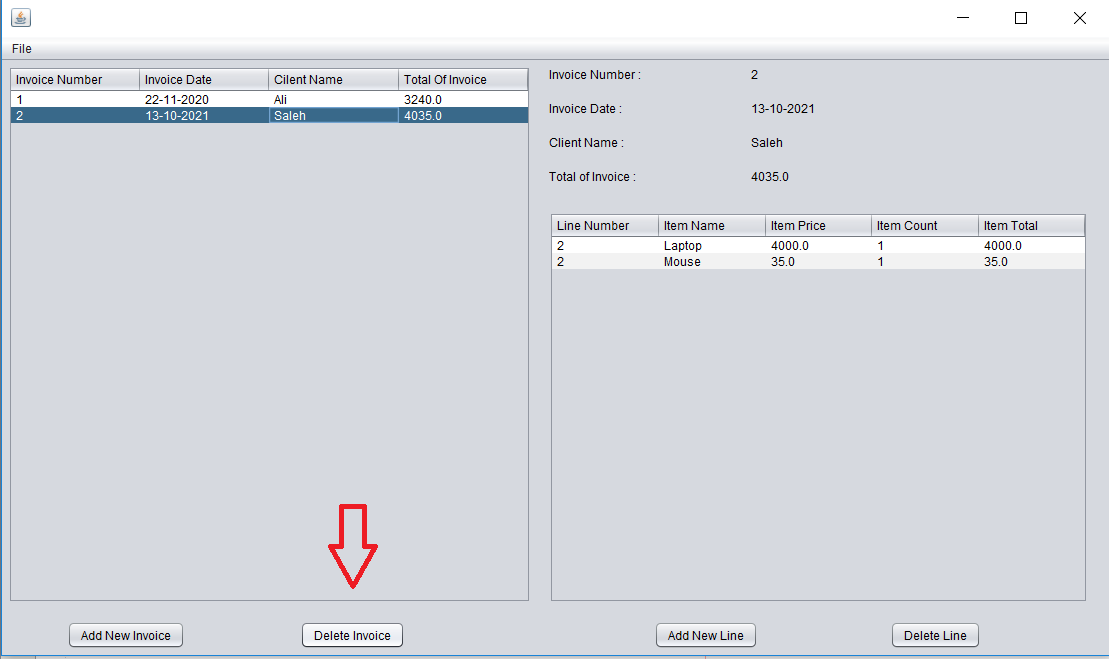 File
Invoice Number Invoice Date Cilent Name Total Of Invoice
1 22-11-2020 Ali 3240.0
2 13-10-2021 Saleh 4035.0
Invoice Number : 2
Invoice Date : 13-10-2021
Client Name : Saleh
Total of Invoice : 4035.0
Line Number Item Name Item Price Item Count Item Total
2 Laptop 4000.0 1 4000.0
2 Mouse 35.0 1 35.0
Add New Invoice Delete Invoice Add New Line Delete Line